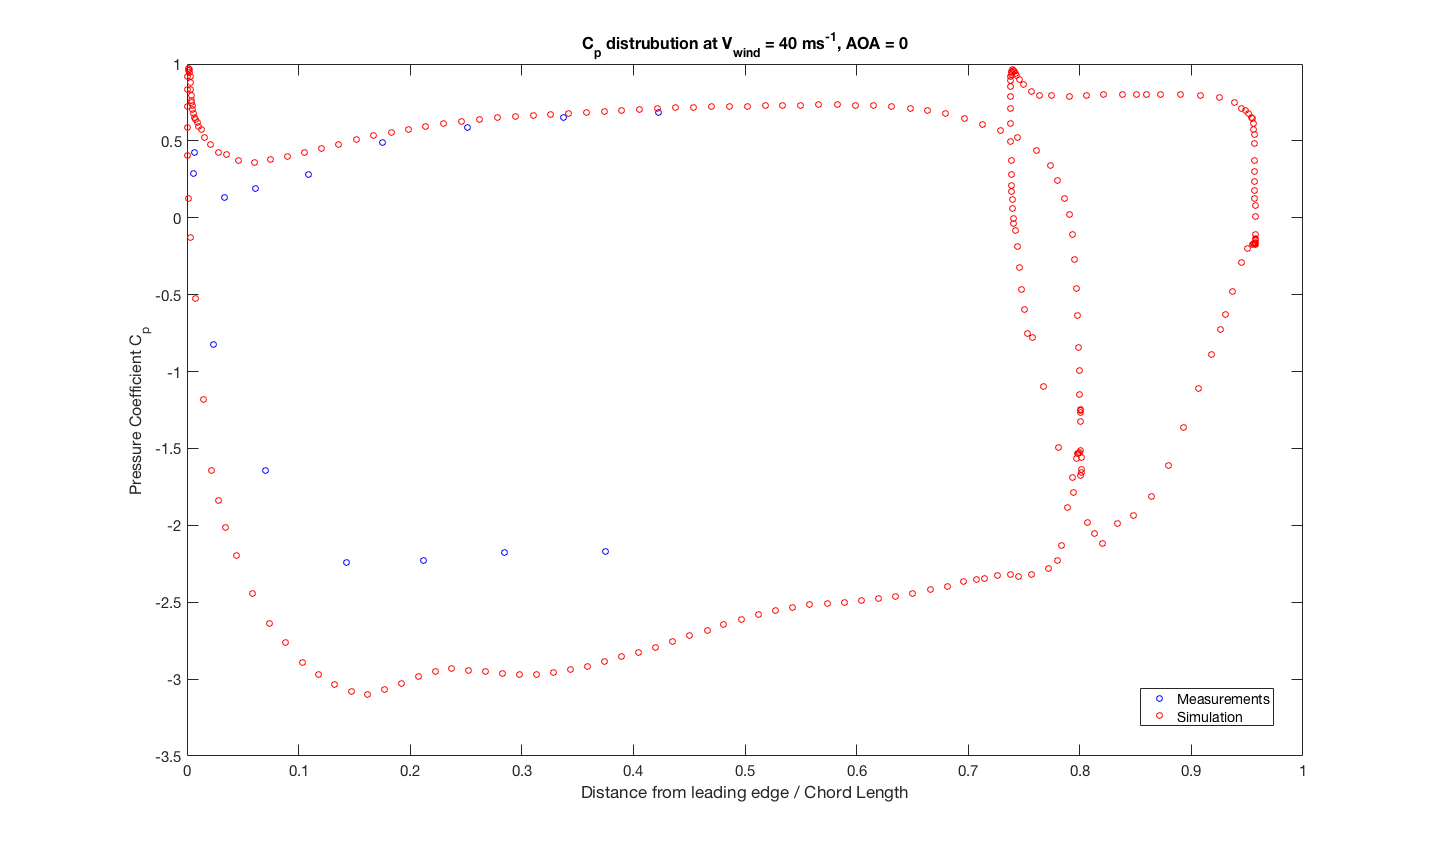 C_p distrubution at V_wind = 40 ms^-1, AOA = 0
1
0.5
0
-0.5
-1
-1.5
-2
-2.5
-3
-3.5
Pressure Coefficient C_p
0 0.1 0.2 0.3 0.4 0.5 0.6 0.7 0.8 0.9 1
Distance from leading edge / Chord Length
Measurements
Simulation